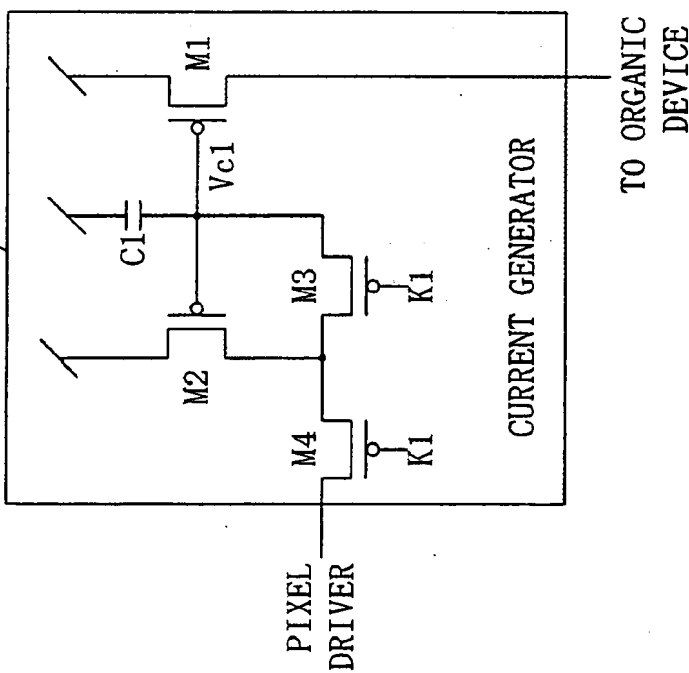 M1
Vc1
C1
M3
K1
M2
M4
K1
CURRENT GENERATOR
PIXEL
DRIVER
TO ORGANIC
DEVICE